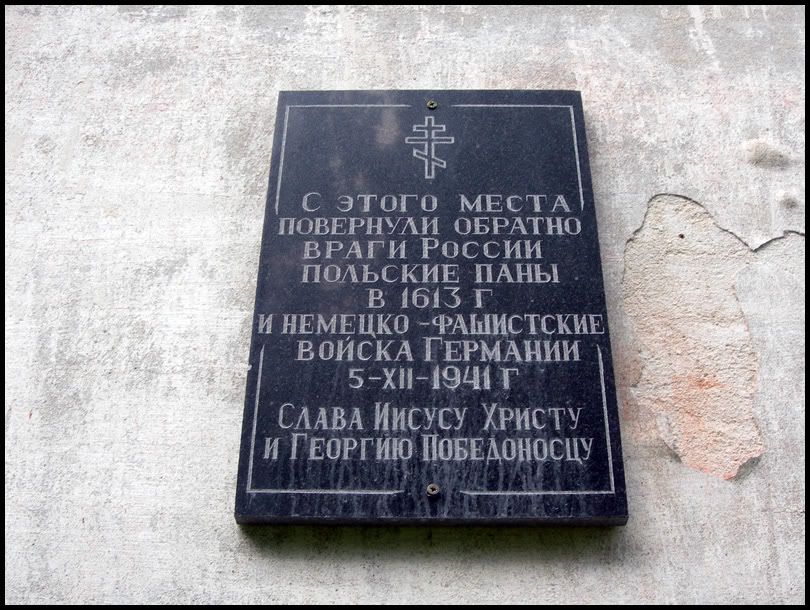 С ЭТОГО МЕСТА
ПОВЕРНУЛИ ОБРАТНО
ВРАГИ РОССИИ
ПОЛЬСКИЕ ПАНЫ
В 1613 Г
И НЕМЕЦКО-ФАШИСТСКИЕ
ВОЙСКА ГЕРМАНИИ
5-XII-1941 Г
СЛАВА ИИСУСУ ХРИСТУ
И ГЕОРГИЮ ПОБЕДОНОСЦУ